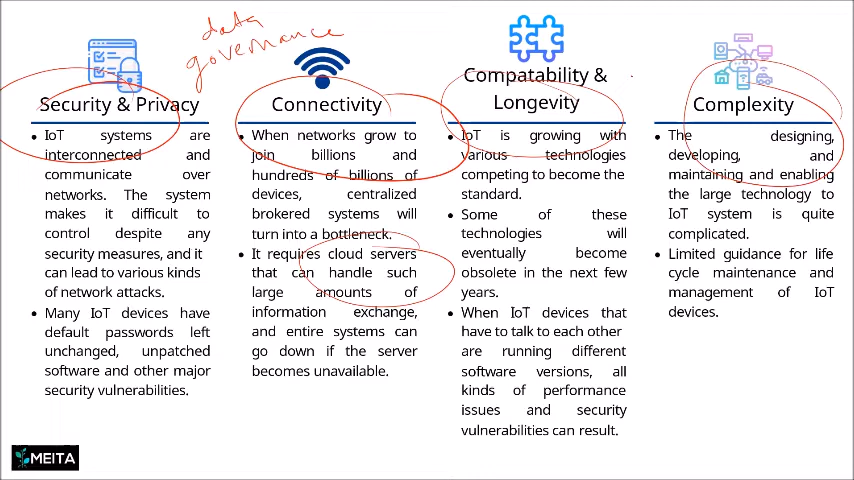 data
governance
Security & Privacy
• IoT systems are
interconnected and
communicate over
networks. The system
makes it difficult to
control despite any
security measures, and it
can lead to various kinds
of network attacks.
• Many IoT devices have
default passwords left
unchanged, unpatched
software and other major
security vulnerabilities.
Connectivity
• When networks grow to
join billions and
hundreds of billions of
devices, centralized
brokered systems will
turn into a bottleneck.
• It requires cloud servers
that can handle such
large amounts of
information exchange,
and entire systems can
go down if the server
becomes unavailable.
Compatability &
Longevity
• IoT is growing with
various technologies
competing to become the
standard.
• Some of these
technologies will
eventually become
obsolete in the next few
years.
• When IoT devices that
have to talk to each other
are running different
software versions, all
kinds of performance
issues and security
vulnerabilities can result.
Complexity
• The designing,
developing, and
maintaining and enabling
the large technology to
IoT system is quite
complicated.
• Limited guidance for life
cycle maintenance and
management of IoT
devices.
MEITA